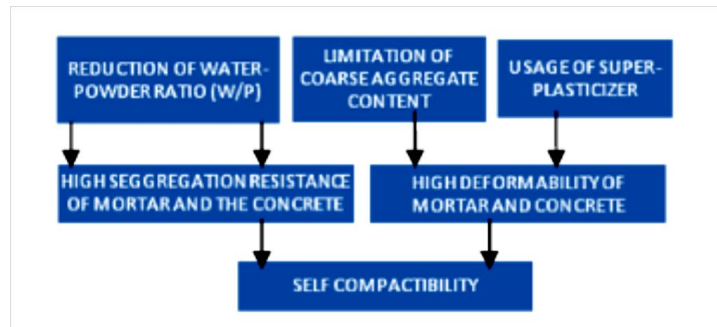 REDUCTION OF WATER-
POWDER RATIO (W/P)
LIMITATION OF
COARSE AGGREGATE
CONTENT
USAGE OF SUPER-
PLASTICIZER
HIGH SEGGREGATION RESISTANCE
OF MORTAR AND THE CONCRETE
HIGH DEFORMABILITY OF
MORTAR AND CONCRETE
SELF COMPACTIBILITY